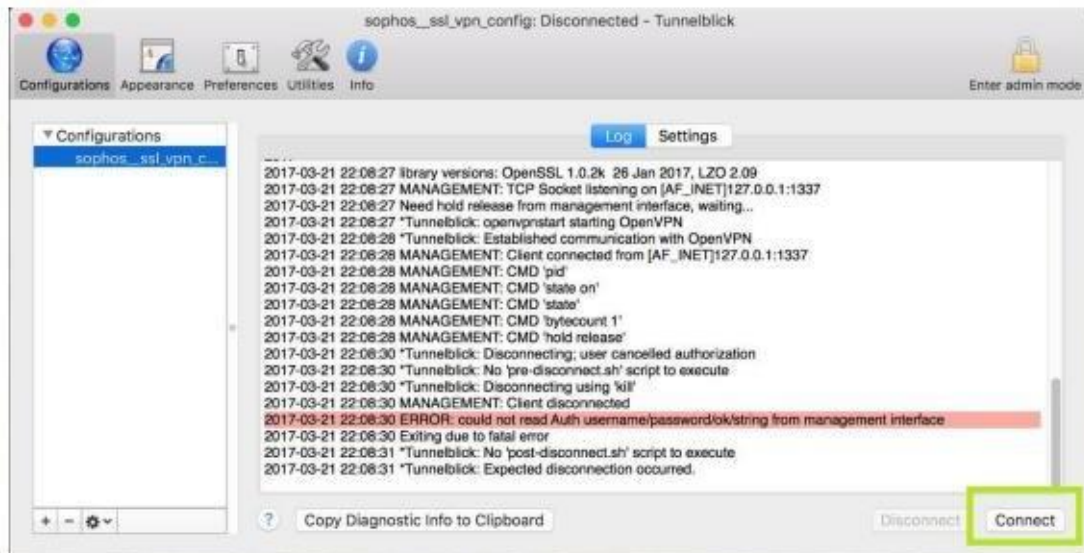 sophos__ssl_vpn_config: Disconnected - Tunnelblick
Configurations Appearance Preferences Utilities Info
Enter admin mode
Configurations
sophos__ssl_vpn_c...
Log Settings
2017-03-21 22:08:27 library versions: OpenSSL 1.0.2k 26 Jan 2017, LZO 2.09
2017-03-21 22:08:27 MANAGEMENT: TCP Socket listening on [AF_INET]127.0.0.1:1337
2017-03-21 22:08:27 Need hold release from management interface, waiting...
2017-03-21 22:08:27 *Tunnelblick: openvpnstart starting OpenVPN
2017-03-21 22:08:28 *Tunnelblick: Established communication with OpenVPN
2017-03-21 22:08:28 MANAGEMENT: Client connected from [AF_INET]127.0.0.1:1337
2017-03-21 22:08:28 MANAGEMENT: CMD 'pid'
2017-03-21 22:08:28 MANAGEMENT: CMD 'state on'
2017-03-21 22:08:28 MANAGEMENT: CMD 'state'
2017-03-21 22:08:28 MANAGEMENT: CMD 'bytecount 1'
2017-03-21 22:08:28 MANAGEMENT: CMD 'hold release'
2017-03-21 22:08:30 *Tunnelblick: Disconnecting; user cancelled authorization
2017-03-21 22:08:30 *Tunnelblick: No 'pre-disconnect.sh' script to execute
2017-03-21 22:08:30 *Tunnelblick: Disconnecting using 'kill'
2017-03-21 22:08:30 MANAGEMENT: Client disconnected
2017-03-21 22:08:30 ERROR: could not read Auth username/password/ok/string from management interface
2017-03-21 22:08:30 Exiting due to fatal error
2017-03-21 22:08:31 *Tunnelblick: No 'post-disconnect.sh' script to execute
2017-03-21 22:08:31 *Tunnelblick: Expected disconnection occurred.
Copy Diagnostic Info to Clipboard
Disconnect
Connect